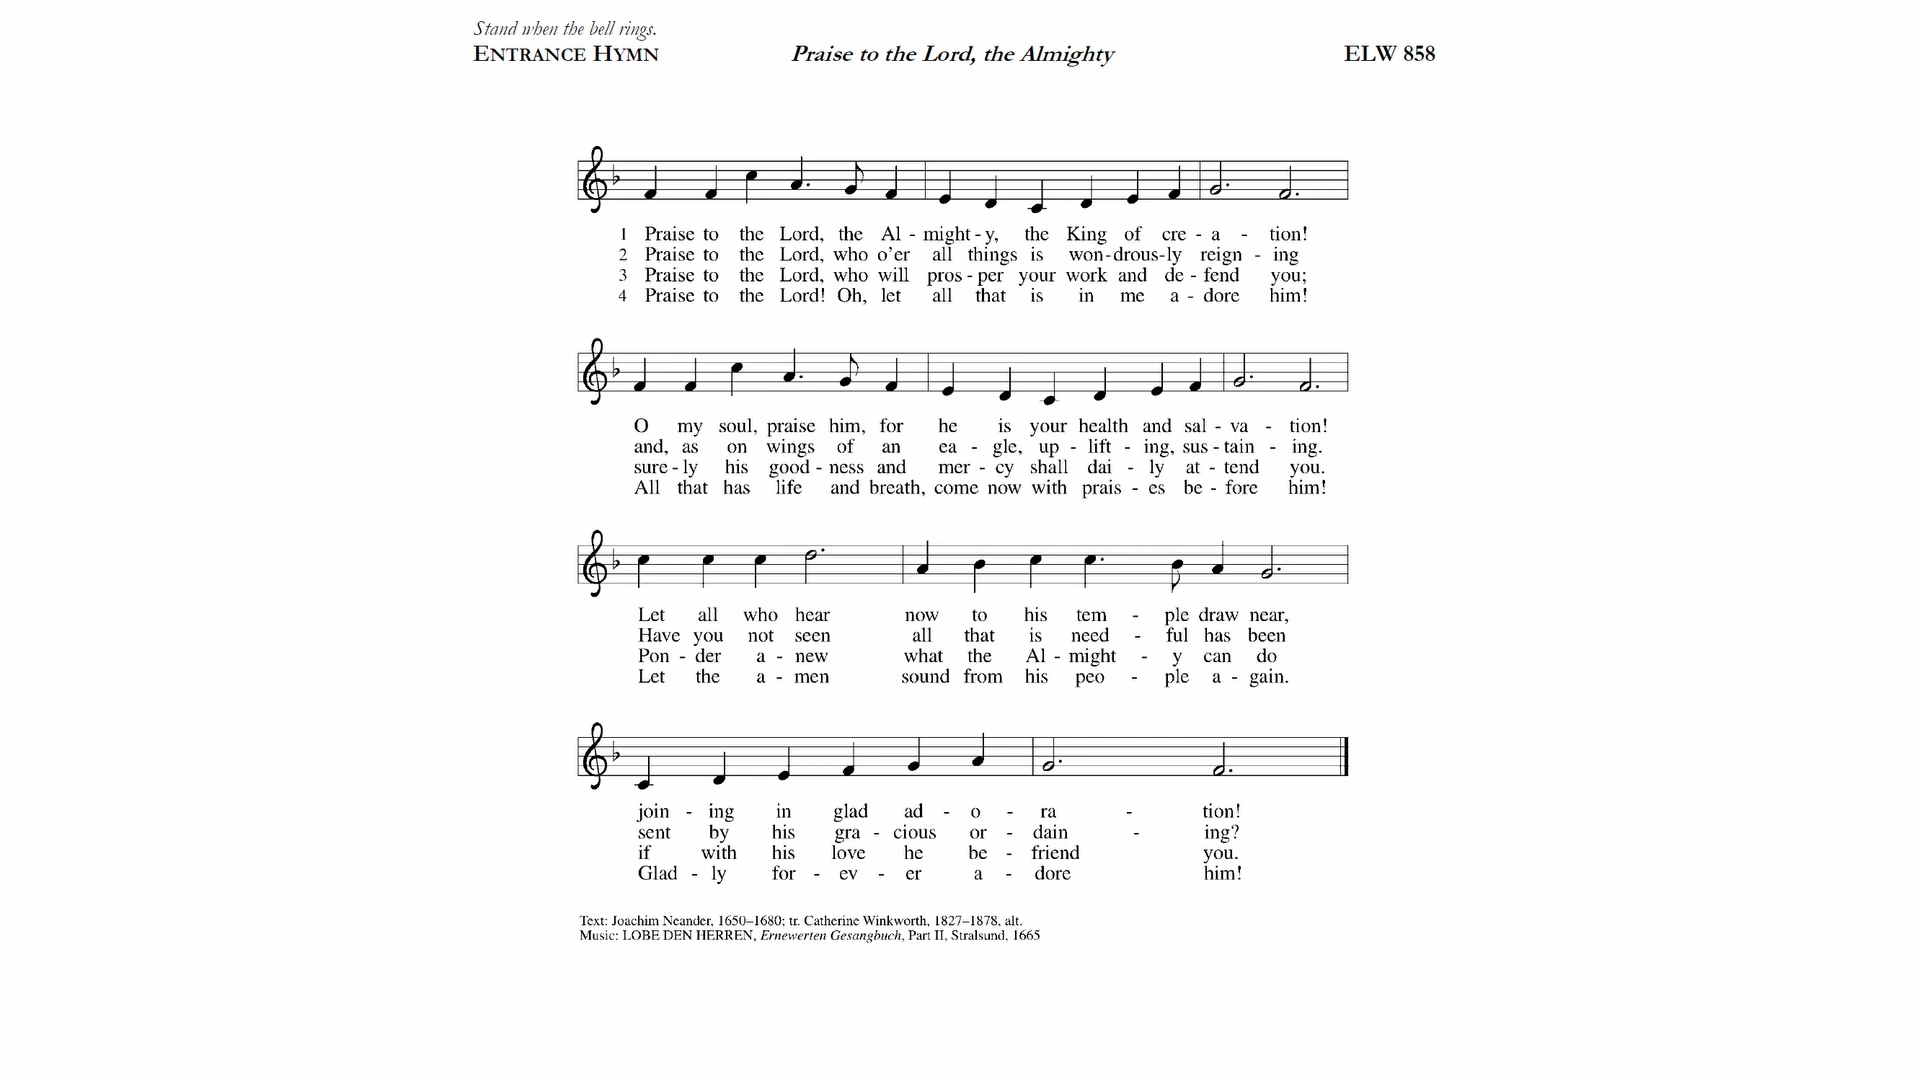 Stand when the bell rings.
ENTRANCE HYMN Praise to the Lord, the Almighty ELW 858
1 Praise to the Lord, the Al - might - y, the King of cre - a - tion!
2 Praise to the Lord, who o'er all things is won - drous - ly reign - ing
3 Praise to the Lord, who will pros - per your work and de - fend you;
4 Praise to the Lord! Oh, let all that is in me a - dore him!
O my soul, praise him, for he is your health and sal - va - tion!
and, as on wings of an ea - gle, up - lift - ing, sus - tain - ing.
sure - ly his good - ness and mer - cy shall dai - ly at - tend you.
All that has life and breath, come now with prais - es be - fore him!
Let all who hear now to his tem - ple draw near,
Have you not seen all that is need - ful has been
Pon - der a - new what the Al - might - y can do
Let the a - men sound from his peo - ple a - gain.
join - ing in glad ad - o - ra - tion!
sent by his gra - cious or - dain - ing?
if with his love he be - friend you.
Glad - ly for - ev - er a - dore him!
Text: Joachim Neander, 1650–1680; tr. Catherine Winkworth, 1827–1878, alt.
Music: LOBE DEN HERREN, Ernewerten Gesangbuch, Part II, Stralsund, 1665